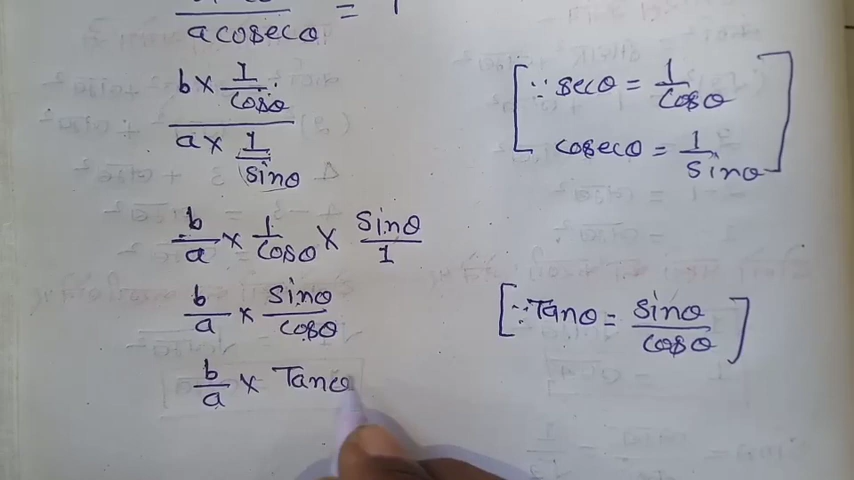 a cosecθ = 1
b × 1/cosθ
a × 1/sinθ
[∵ secθ = 1/cosθ
cosecθ = 1/sinθ]
b/a × 1/cosθ × sinθ/1
b/a × sinθ/cosθ
[∵ Tanθ = sinθ/cosθ]
b/a × Tanθ